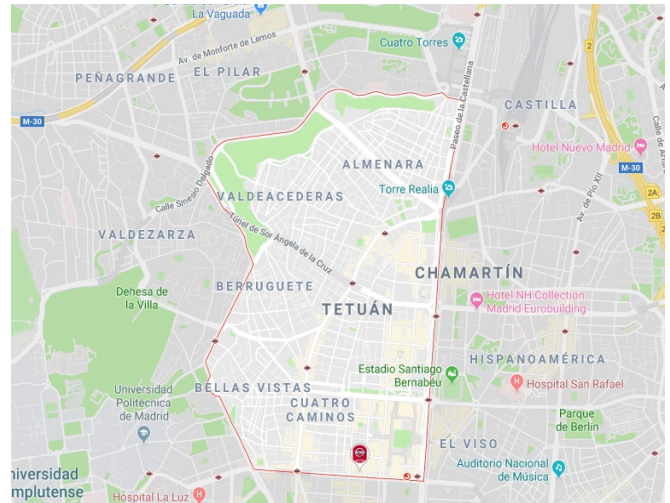 La Vaguada
Av. de Monforte de Lemos
Cuatro Torres
PEÑAGRANDE
EL PILAR
M-30
CASTILLA
Paseo de la Castellana
Hotel Nuevo Madrid
M-30
Calle de Arturo
2
2A
2B
2
Av. de Pío XII
ALMENARA
Torre Realia
Calle Sinesio Delgado
VALDEACEDERAS
Túnel de Sor Ángela de la Cruz
VALDEZARZA
Dehesa de
la Villa
BERRUGUETE
CHAMARTÍN
Hotel NH Collection
Madrid Eurobuilding
TETUÁN
HISPANOAMÉRICA
Estadio Santiago
Bernabéu
Hospital San Rafael
BELLAS VISTAS
CUATRO
CAMINOS
Universidad
Politécnica
de Madrid
Parque
de Berlín
EL VISO
Auditorio Nacional
de Música
niversidad
mplutense
Hospital La Luz